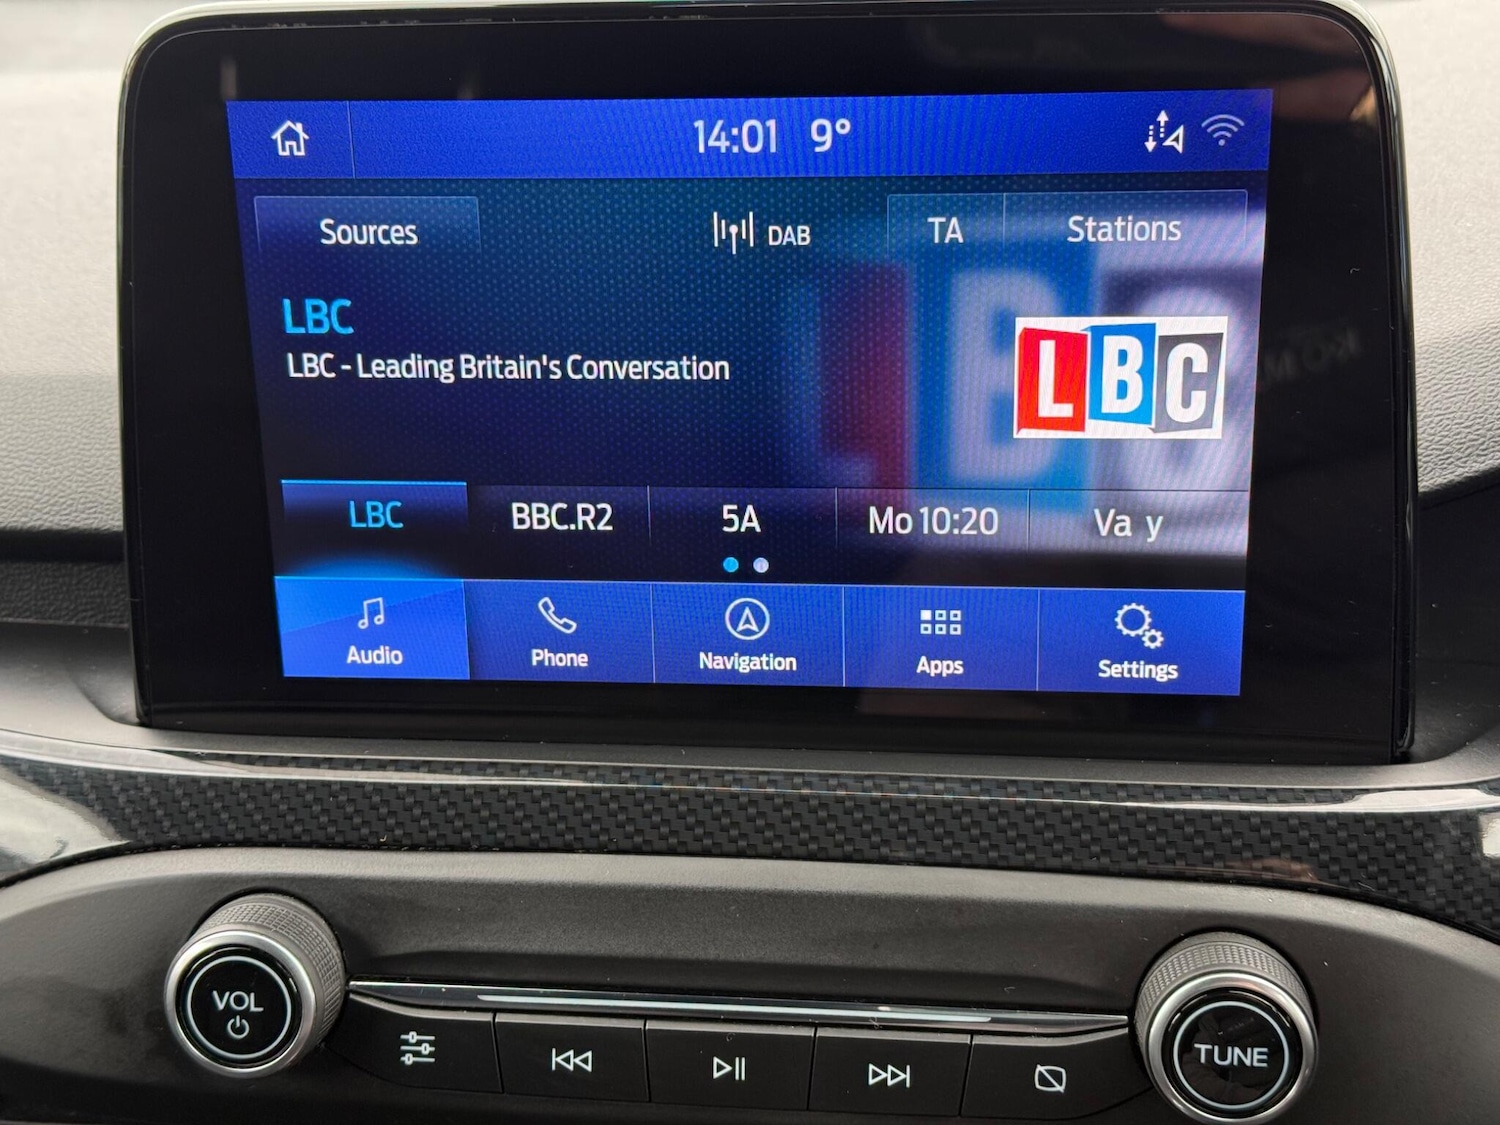 14:01 9°
Sources DAB TA Stations
LBC
LBC - Leading Britain's Conversation
LBC
LBC BBC.R2 5A Mo 10:20 Va y
Audio Phone Navigation Apps Settings
VOL
TUNE